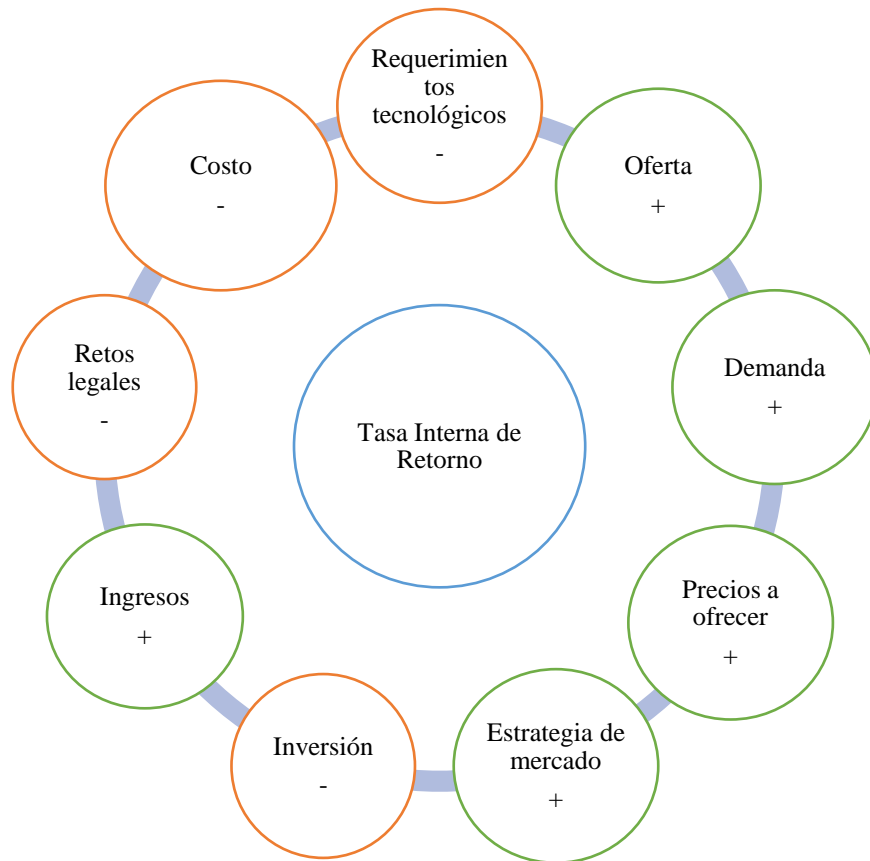 Requerimien
tos
tecnológicos
-
Oferta
+
Demanda
+
Precios a
ofrecer
+
Estrategia de
mercado
+
Inversión
-
Ingresos
+
Retos
legales
-
Costo
-
Tasa Interna de
Retorno